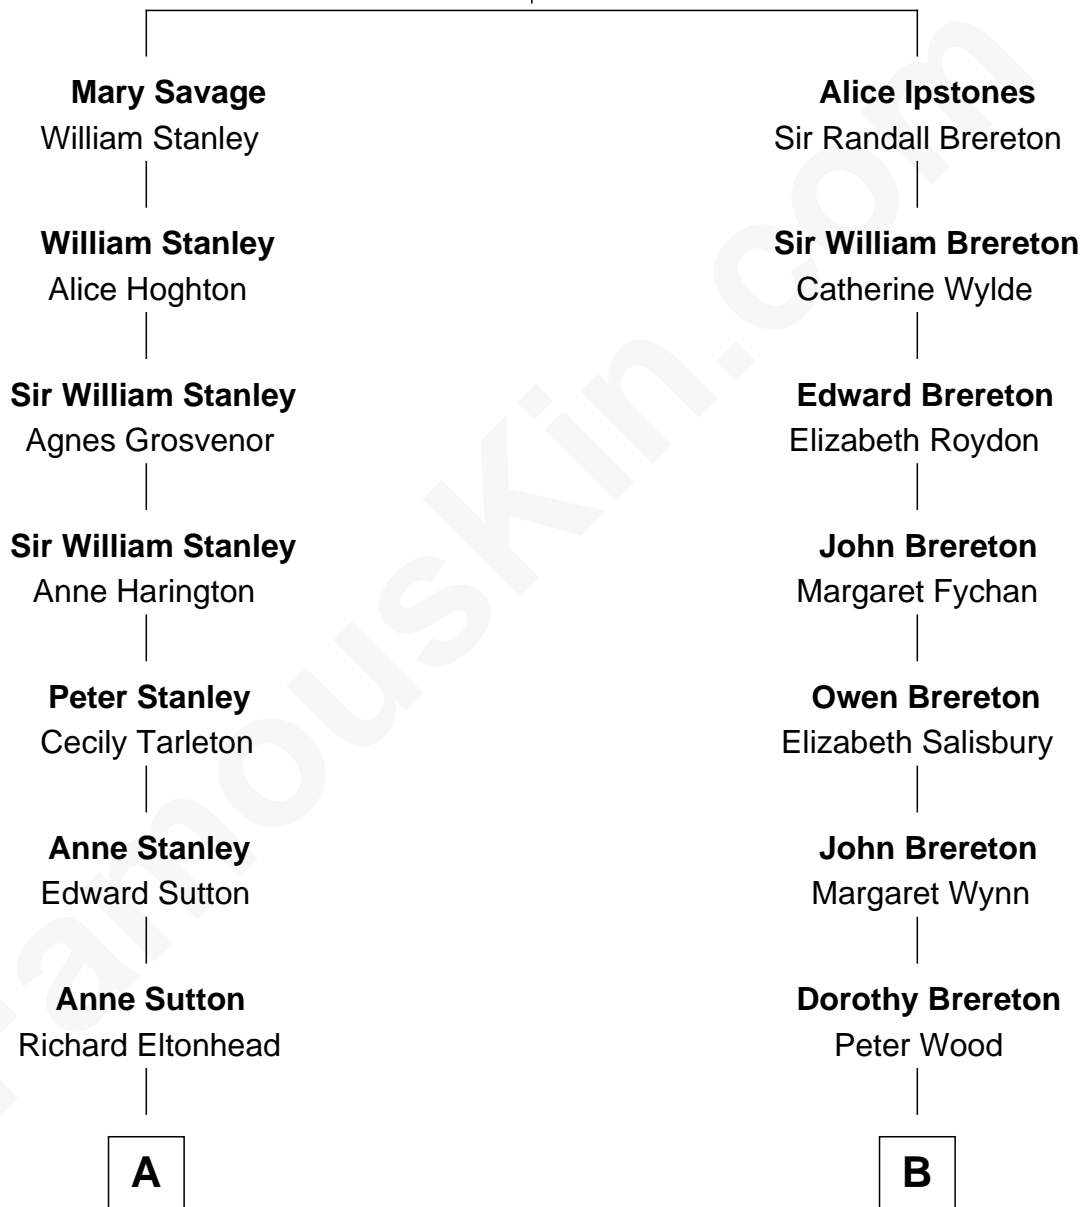 Mary Savage
William Stanley
William Stanley
Alice Hoghton
Sir William Stanley
Agnes Grosvenor
Sir William Stanley
Anne Harington
Peter Stanley
Cecily Tarleton
Anne Stanley
Edward Sutton
Anne Sutton
Richard Eltonhead
A
Alice Ipstones
Sir Randall Brereton
Sir William Brereton
Catherine Wylde
Edward Brereton
Elizabeth Roydon
John Brereton
Margaret Fychan
Owen Brereton
Elizabeth Salisbury
John Brereton
Margaret Wynn
Dorothy Brereton
Peter Wood
B
FamousKin.com